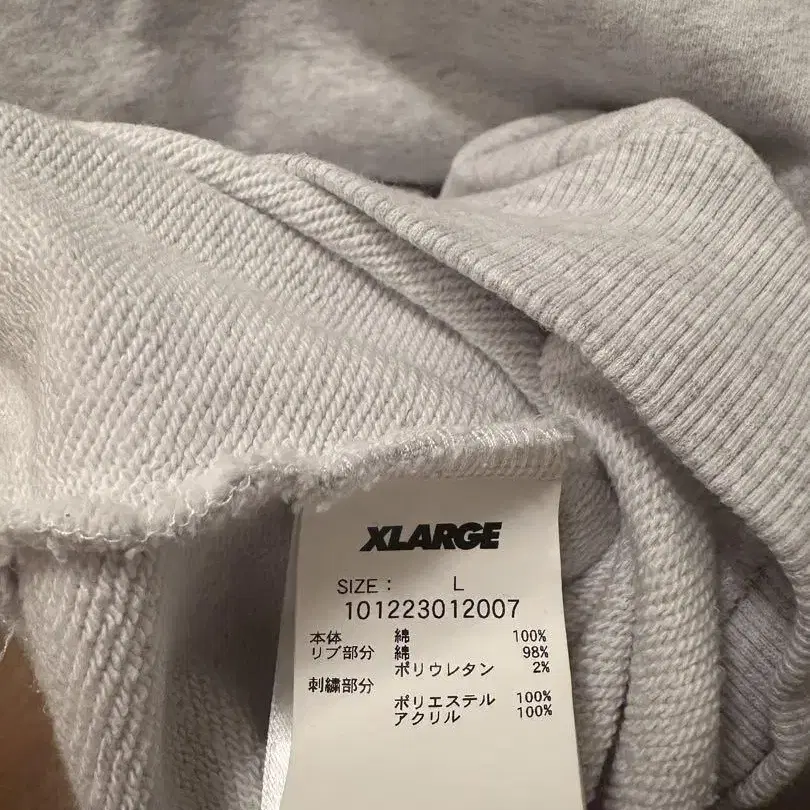 XLARGE
SIZE : L
101223012007
本体 綿 100%
リブ部分 綿 98%
ポリウレタン 2%
刺繍部分
ポリエステル 100%
アクリル 100%